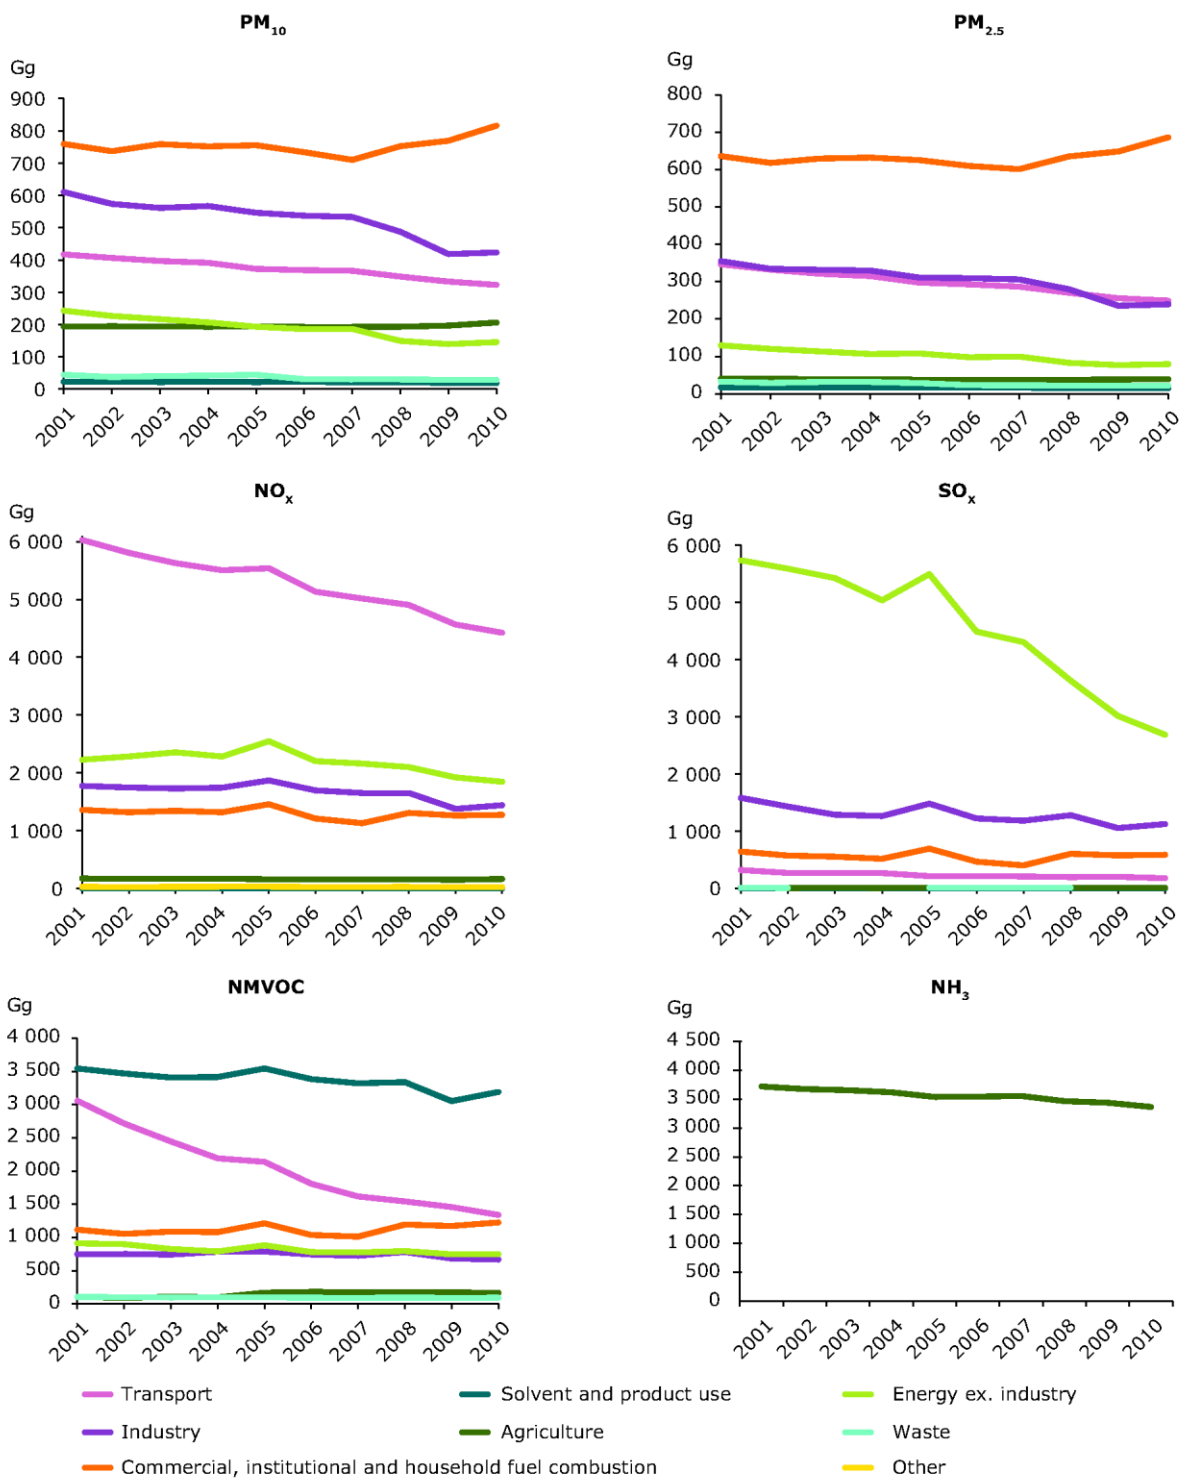 PM10
Gg
900
800
700
600
500
400
300
200
100
0
2001 2002 2003 2004 2005 2006 2007 2008 2009 2010
PM2.5
Gg
800
700
600
500
400
300
200
100
0
2001 2002 2003 2004 2005 2006 2007 2008 2009 2010
NOx
Gg
6 000
5 000
4 000
3 000
2 000
1 000
0
2001 2002 2003 2004 2005 2006 2007 2008 2009 2010
SOx
Gg
6 000
5 000
4 000
3 000
2 000
1 000
0
2001 2002 2003 2004 2005 2006 2007 2008 2009 2010
NMVOC
Gg
4 000
3 500
3 000
2 500
2 000
1 500
1 000
500
0
2001 2002 2003 2004 2005 2006 2007 2008 2009 2010
NH3
Gg
4 500
4 000
3 500
3 000
2 500
2 000
1 500
1 000
500
0
2001 2002 2003 2004 2005 2006 2007 2008 2009 2010
Transport
Solvent and product use
Energy ex. industry
Industry
Agriculture
Waste
Commercial, institutional and household fuel combustion
Other